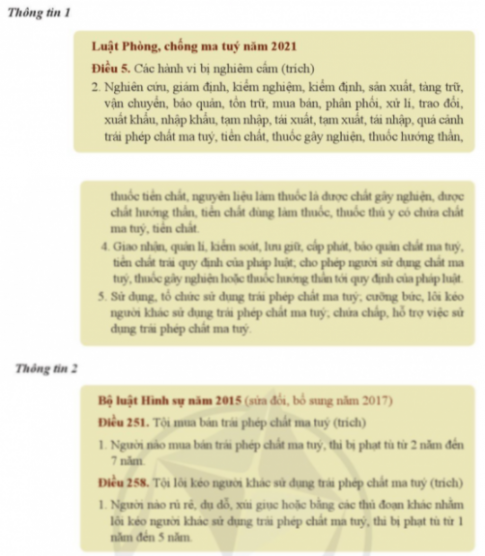 Thông tin 1
Luật Phòng, chống ma tuý năm 2021
Điều 5. Các hành vi bị nghiêm cấm (trích)
2. Nghiên cứu, giám định, kiểm nghiệm, kiểm định, sản xuất, tàng trữ,
vận chuyển, bảo quản, tồn trữ, mua bán, phân phối, xử lí, trao đổi,
xuất khẩu, nhập khẩu, tạm nhập, tái xuất, tạm xuất, tái nhập, quá cảnh
trái phép chất ma tuý, tiền chất, thuốc gây nghiện, thuốc hướng thần,
thuốc tiền chất, nguyên liệu làm thuốc là dược chất gây nghiện, dược
chất hướng thần, tiền chất dùng làm thuốc, thuốc thú y có chứa chất
ma tuý, tiền chất.
4. Giao nhận, quản lí, kiểm soát, lưu giữ, cấp phát, bảo quản chất ma tuý,
tiền chất trái quy định của pháp luật; cho phép người sử dụng chất ma
tuý, thuốc gây nghiện hoặc thuốc hướng thần tới quy định của pháp luật.
5. Sử dụng, tổ chức sử dụng trái phép chất ma tuý; cưỡng bức, lôi kéo
người khác sử dụng trái phép chất ma tuý; chứa chấp, hỗ trợ việc sử
dụng trái phép chất ma tuý.
Thông tin 2
Bộ luật Hình sự năm 2015 (sửa đổi, bổ sung năm 2017)
Điều 251. Tội mua bán trái phép chất ma tuý (trích)
1. Người nào mua bán trái phép chất ma tuý, thì bị phạt tù từ 2 năm đến
7 năm.
Điều 258. Tội lôi kéo người khác sử dụng trái phép chất ma tuý (trích)
1. Người nào rủ rê, dụ dỗ, xúi giục hoặc bằng các thủ đoạn khác nhằm
lôi kéo người khác sử dụng trái phép chất ma tuý, thì bị phạt tù từ 1
năm đến 5 năm.